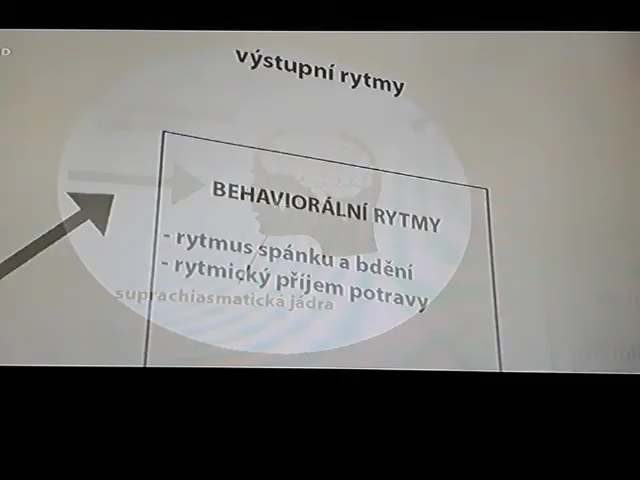 výstupní rytmy
BEHAVIORÁLNÍ RYTMY
- rytmus spánku a bdění
- rytmický příjem potravy
suprachiasmatická jádra